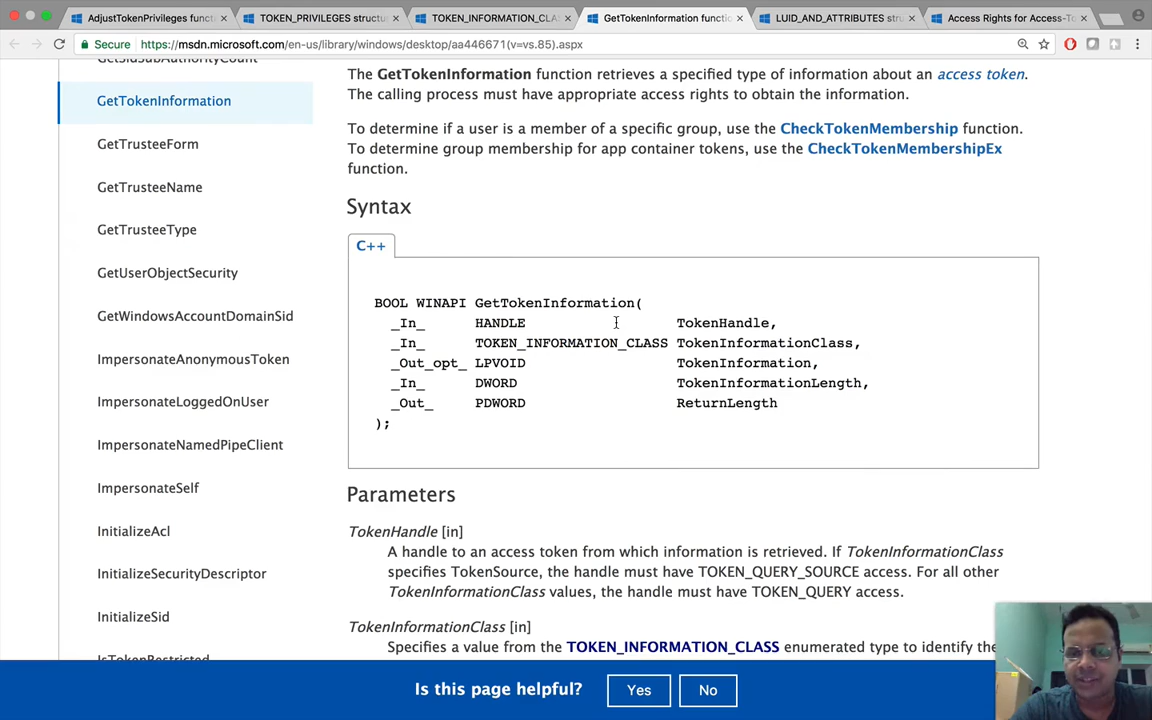 AdjustTokenPrivileges functi
TOKEN_PRIVILEGES structur
TOKEN_INFORMATION_CLA
GetTokenInformation functio
LUID_AND_ATTRIBUTES stru
Access Rights for Access-To
Secure
https://msdn.microsoft.com/en-us/library/windows/desktop/aa446671(v=vs.85).aspx
GetSidSubAuthorityCount
GetTokenInformation
GetTrusteeForm
GetTrusteeName
GetTrusteeType
GetUserObjectSecurity
GetWindowsAccountDomainSid
ImpersonateAnonymousToken
ImpersonateLoggedOnUser
ImpersonateNamedPipeClient
ImpersonateSelf
InitializeAcl
InitializeSecurityDescriptor
InitializeSid
IsTokenRestricted
The GetTokenInformation function retrieves a specified type of information about an access token.
The calling process must have appropriate access rights to obtain the information.
To determine if a user is a member of a specific group, use the CheckTokenMembership function.
To determine group membership for app container tokens, use the CheckTokenMembershipEx
function.
Syntax
C++
BOOL WINAPI GetTokenInformation(
_In_ HANDLE TokenHandle,
_In_ TOKEN_INFORMATION_CLASS TokenInformationClass,
_Out_opt_ LPVOID TokenInformation,
_In_ DWORD TokenInformationLength,
_Out_ PDWORD ReturnLength
);
Parameters
TokenHandle [in]
A handle to an access token from which information is retrieved. If TokenInformationClass
specifies TokenSource, the handle must have TOKEN_QUERY_SOURCE access. For all other
TokenInformationClass values, the handle must have TOKEN_QUERY access.
TokenInformationClass [in]
Specifies a value from the TOKEN_INFORMATION_CLASS enumerated type to identify the
Is this page helpful?
Yes
No